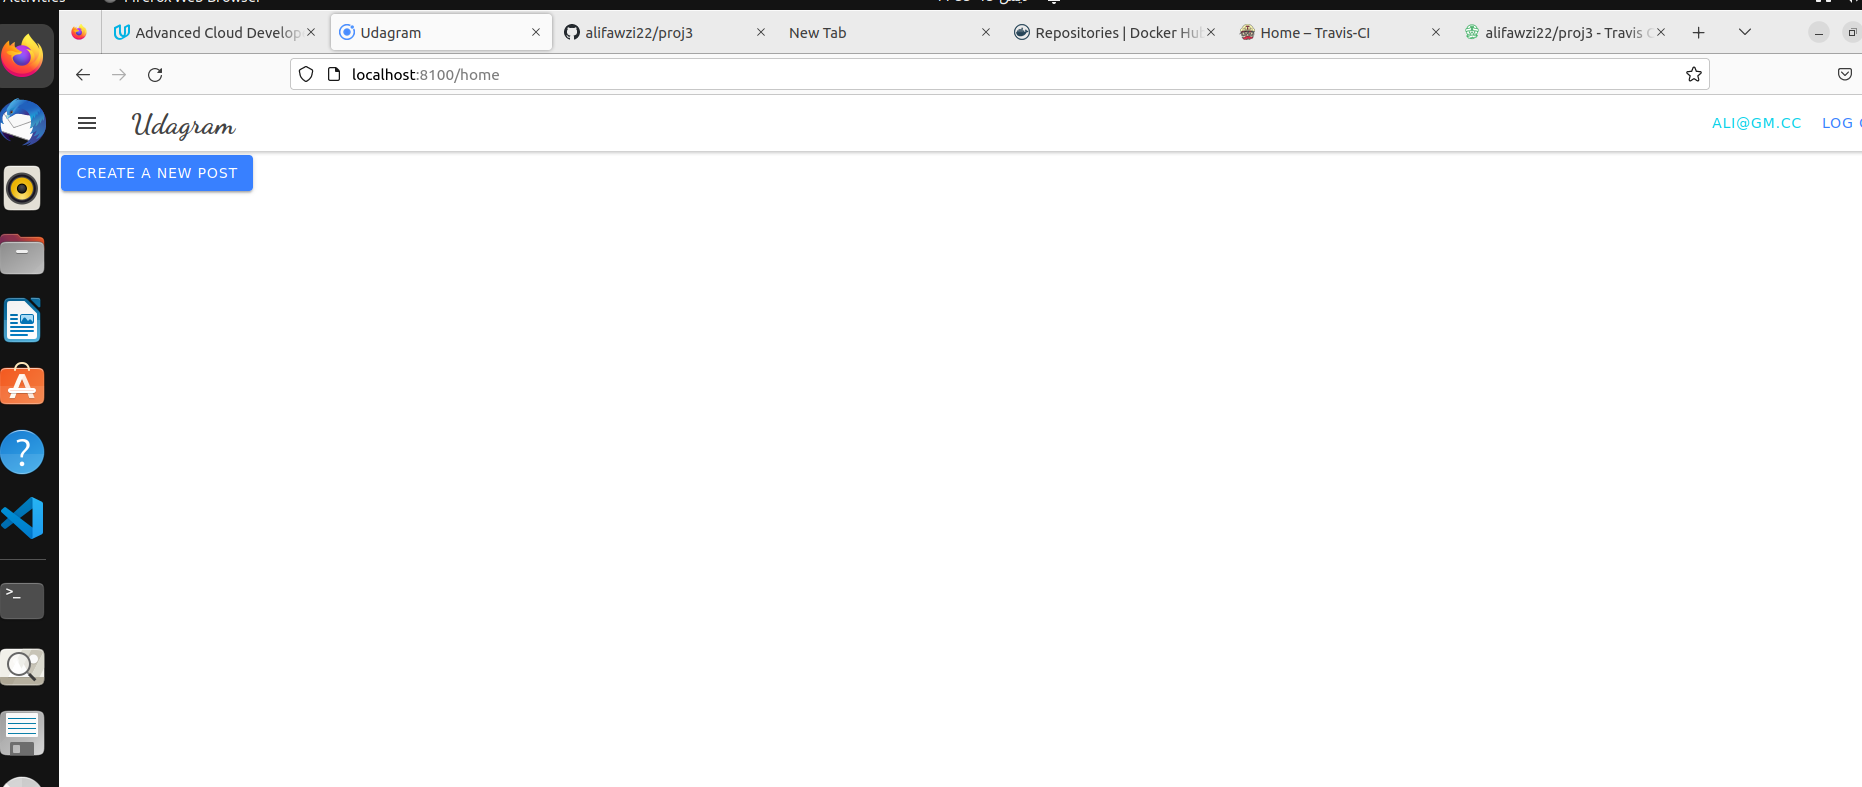 Advanced Cloud Develop
Udagram
alifawzi22/proj3
New Tab
Repositories | Docker Hu
Home – Travis-CI
alifawzi22/proj3 - Travis C
localhost:8100/home
Udagram
ALI@GM.CC
LOG
CREATE A NEW POST